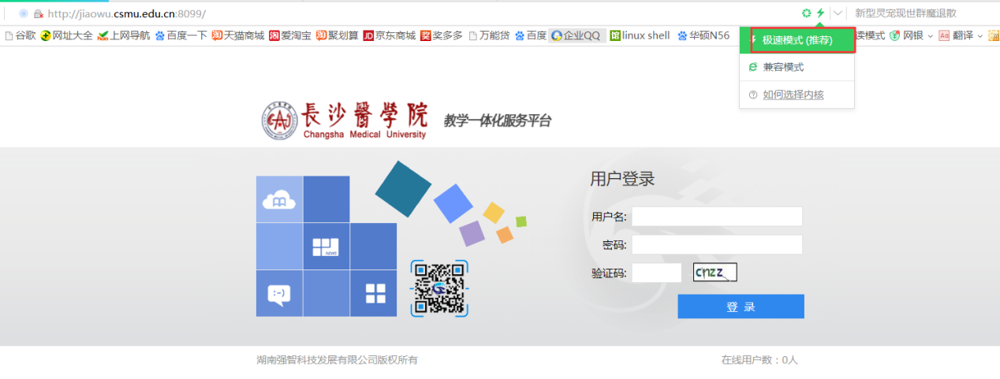 http://jiaowu.csmu.edu.cn:8099/ 新型灵宠现世群魔退散
谷歌 网址大全 上网导航 百度一下 天猫商城 爱淘宝 聚划算 京东商城 奖多多 万能贷 百度 企业QQ linux shell 华硕N56 读模式 网银 翻译
极速模式 (推荐)
兼容模式
如何选择内核
長沙醫學院
Changsha Medical University
教学一体化服务平台
用户登录
用户名:
密码:
验证码: cnzz
NEWS
:-)
登 录
湖南强智科技发展有限公司版权所有 在线用户数：0人